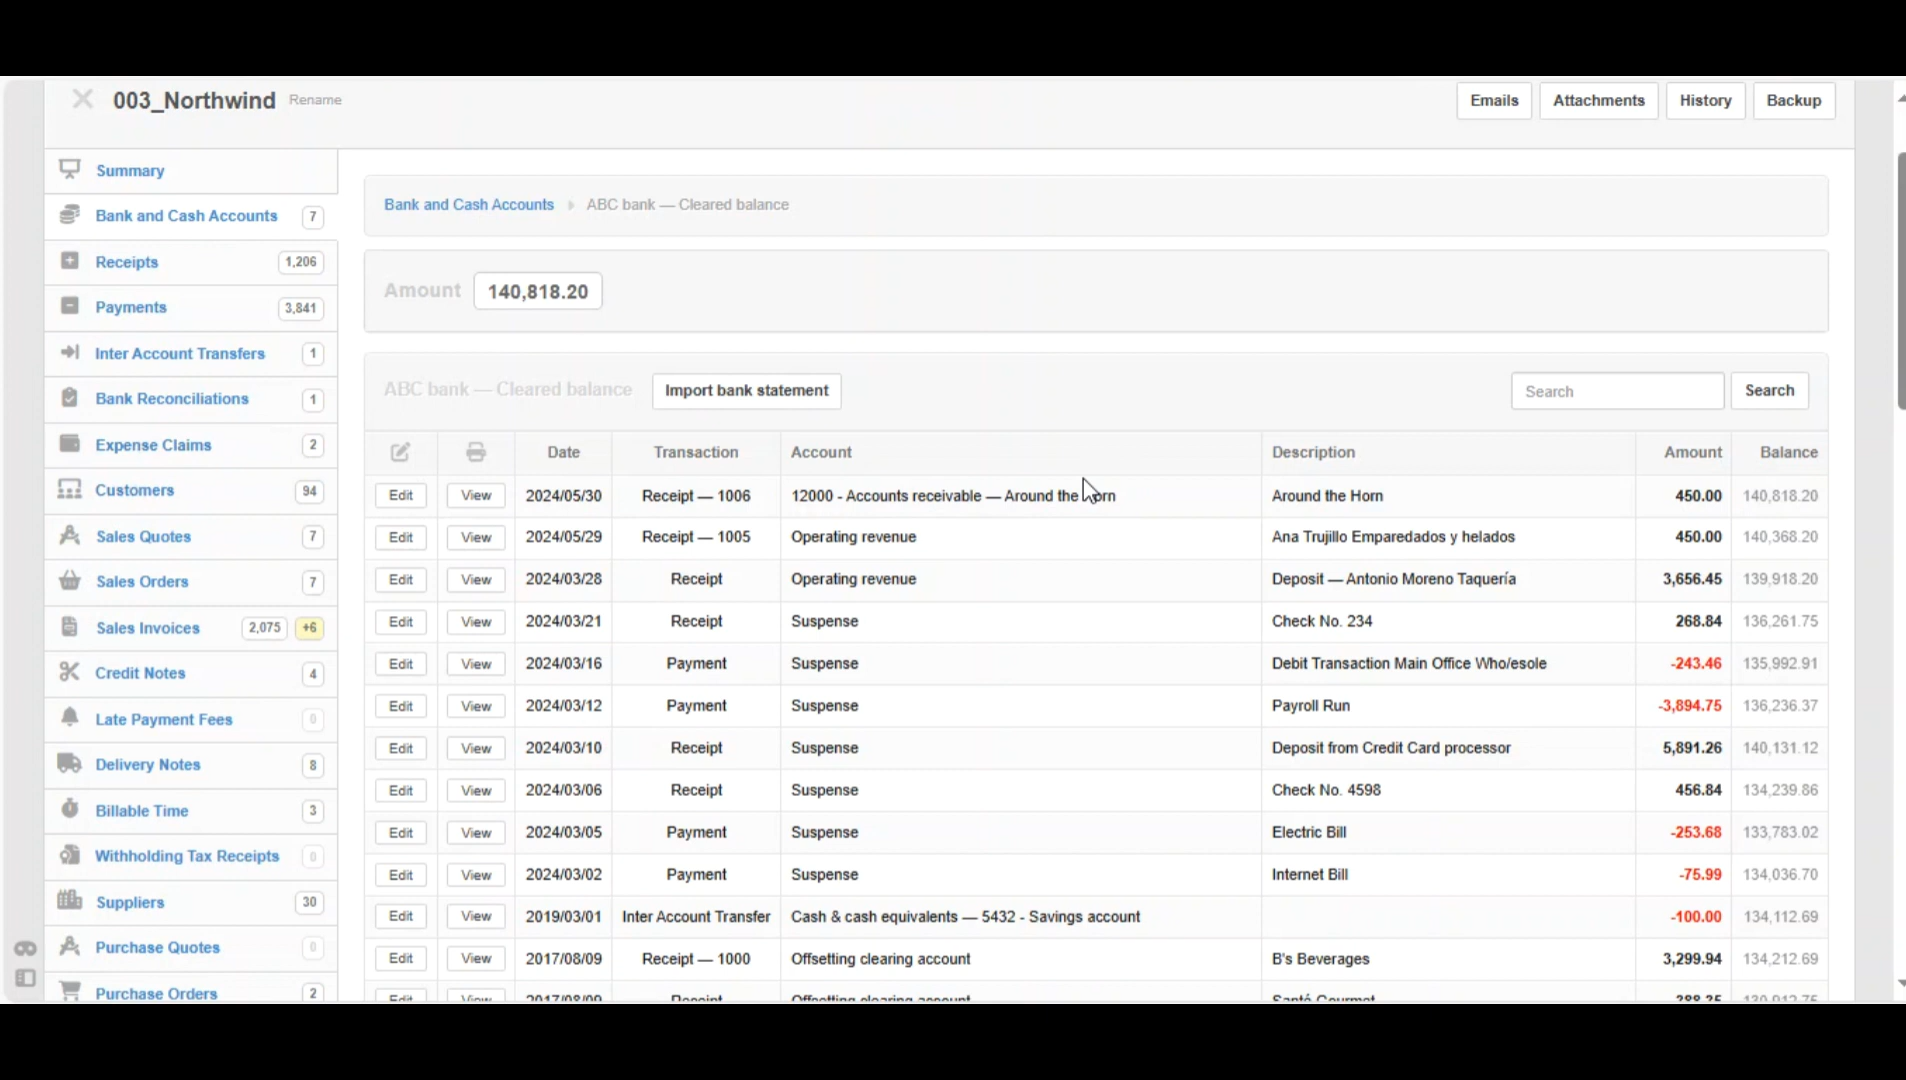 003_Northwind Rename Emails Attachments History Backup
Summary
Bank and Cash Accounts 7
Receipts 1,206
Payments 3,841
Inter Account Transfers 1
Bank Reconciliations 1
Expense Claims 2
Customers 94
Sales Quotes 7
Sales Orders 7
Sales Invoices 2,075 +6
Credit Notes 4
Late Payment Fees 0
Delivery Notes 8
Billable Time 3
Withholding Tax Receipts 0
Suppliers 30
Purchase Quotes 0
Purchase Orders 2
Bank and Cash Accounts ABC bank — Cleared balance
Amount 140,818.20
ABC bank — Cleared balance Import bank statement Search Search
Date Transaction Account Description Amount Balance
Edit View 2024/05/30 Receipt — 1006 12000 - Accounts receivable — Around the Horn Around the Horn 450.00 140,818.20
Edit View 2024/05/29 Receipt — 1005 Operating revenue Ana Trujillo Emparedados y helados 450.00 140,368.20
Edit View 2024/03/28 Receipt Operating revenue Deposit — Antonio Moreno Taquería 3,656.45 139,918.20
Edit View 2024/03/21 Receipt Suspense Check No. 234 268.84 136,261.75
Edit View 2024/03/16 Payment Suspense Debit Transaction Main Office Who/esole -243.46 135,992.91
Edit View 2024/03/12 Payment Suspense Payroll Run -3,894.75 136,236.37
Edit View 2024/03/10 Receipt Suspense Deposit from Credit Card processor 5,891.26 140,131.12
Edit View 2024/03/06 Receipt Suspense Check No. 4598 456.84 134,239.86
Edit View 2024/03/05 Payment Suspense Electric Bill -253.68 133,783.02
Edit View 2024/03/02 Payment Suspense Internet Bill -75.99 134,036.70
Edit View 2019/03/01 Inter Account Transfer Cash & cash equivalents — 5432 - Savings account -100.00 134,112.69
Edit View 2017/08/09 Receipt — 1000 Offsetting clearing account B's Beverages 3,299.94 134,212.69
Edit View 2017/08/09 Receipt Offsetting clearing account Santé Gourmet